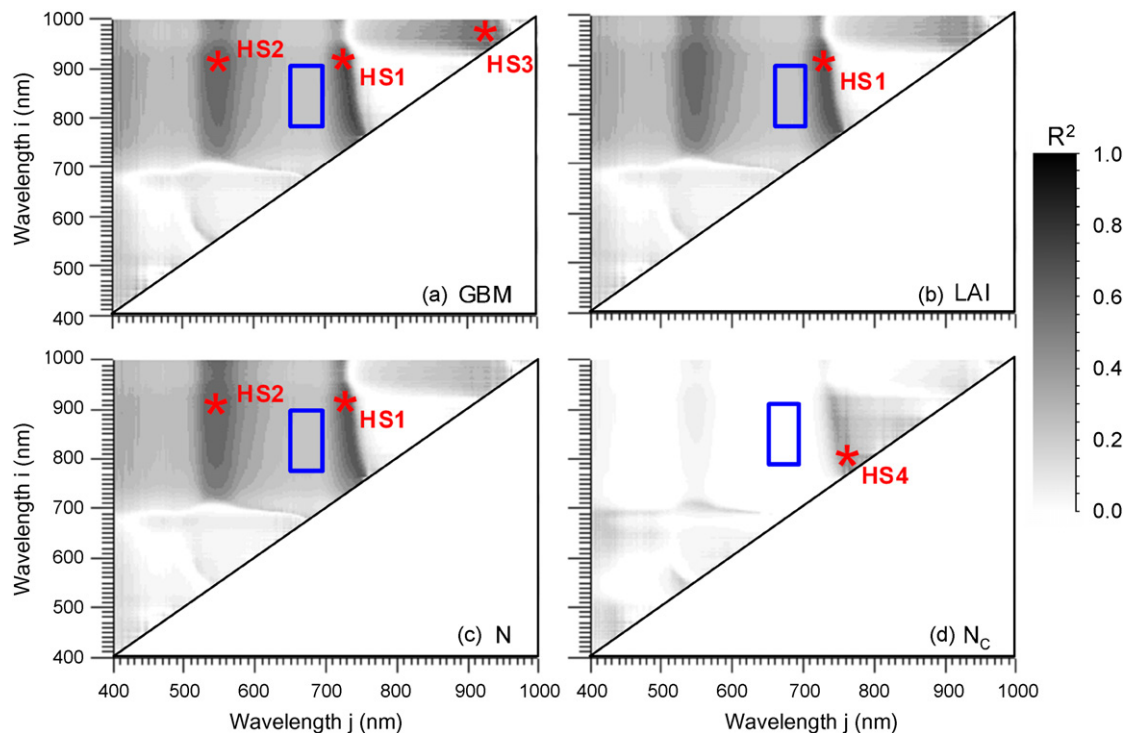 1000
900
800
700
600
500
400
Wavelength i (nm)
HS2
HS1
HS3
(a) GBM
HS1
(b) LAI
R²
1.0
0.8
0.6
0.4
0.2
0.0
1000
900
800
700
600
500
400
Wavelength i (nm)
HS2
HS1
(c) N
HS4
(d) N_C
400 500 600 700 800 900 1000
600 700 800 900 1000
Wavelength j (nm)
Wavelength j (nm)